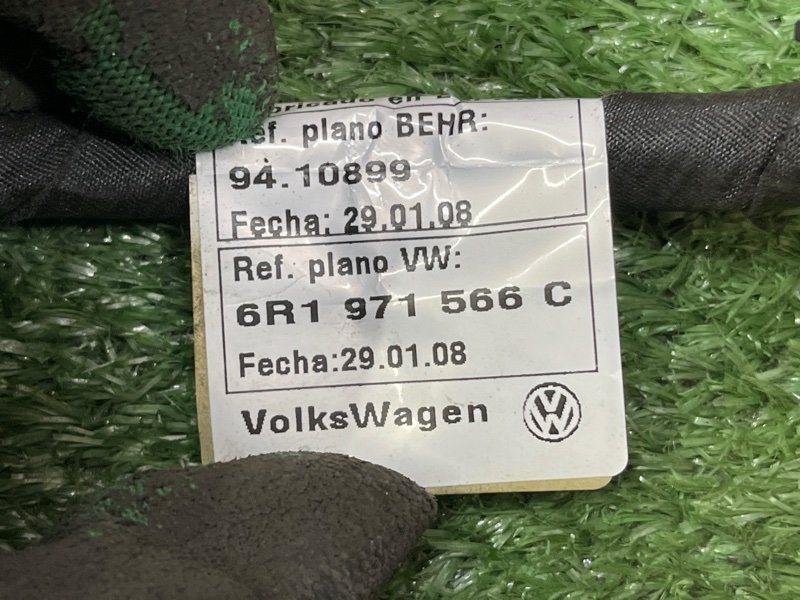 en
Ref. plano BEHR:
94.10899
Fecha: 29.01.08
Ref. plano VW:
6R1 971 566 C
Fecha:29.01.08
VolksWagen